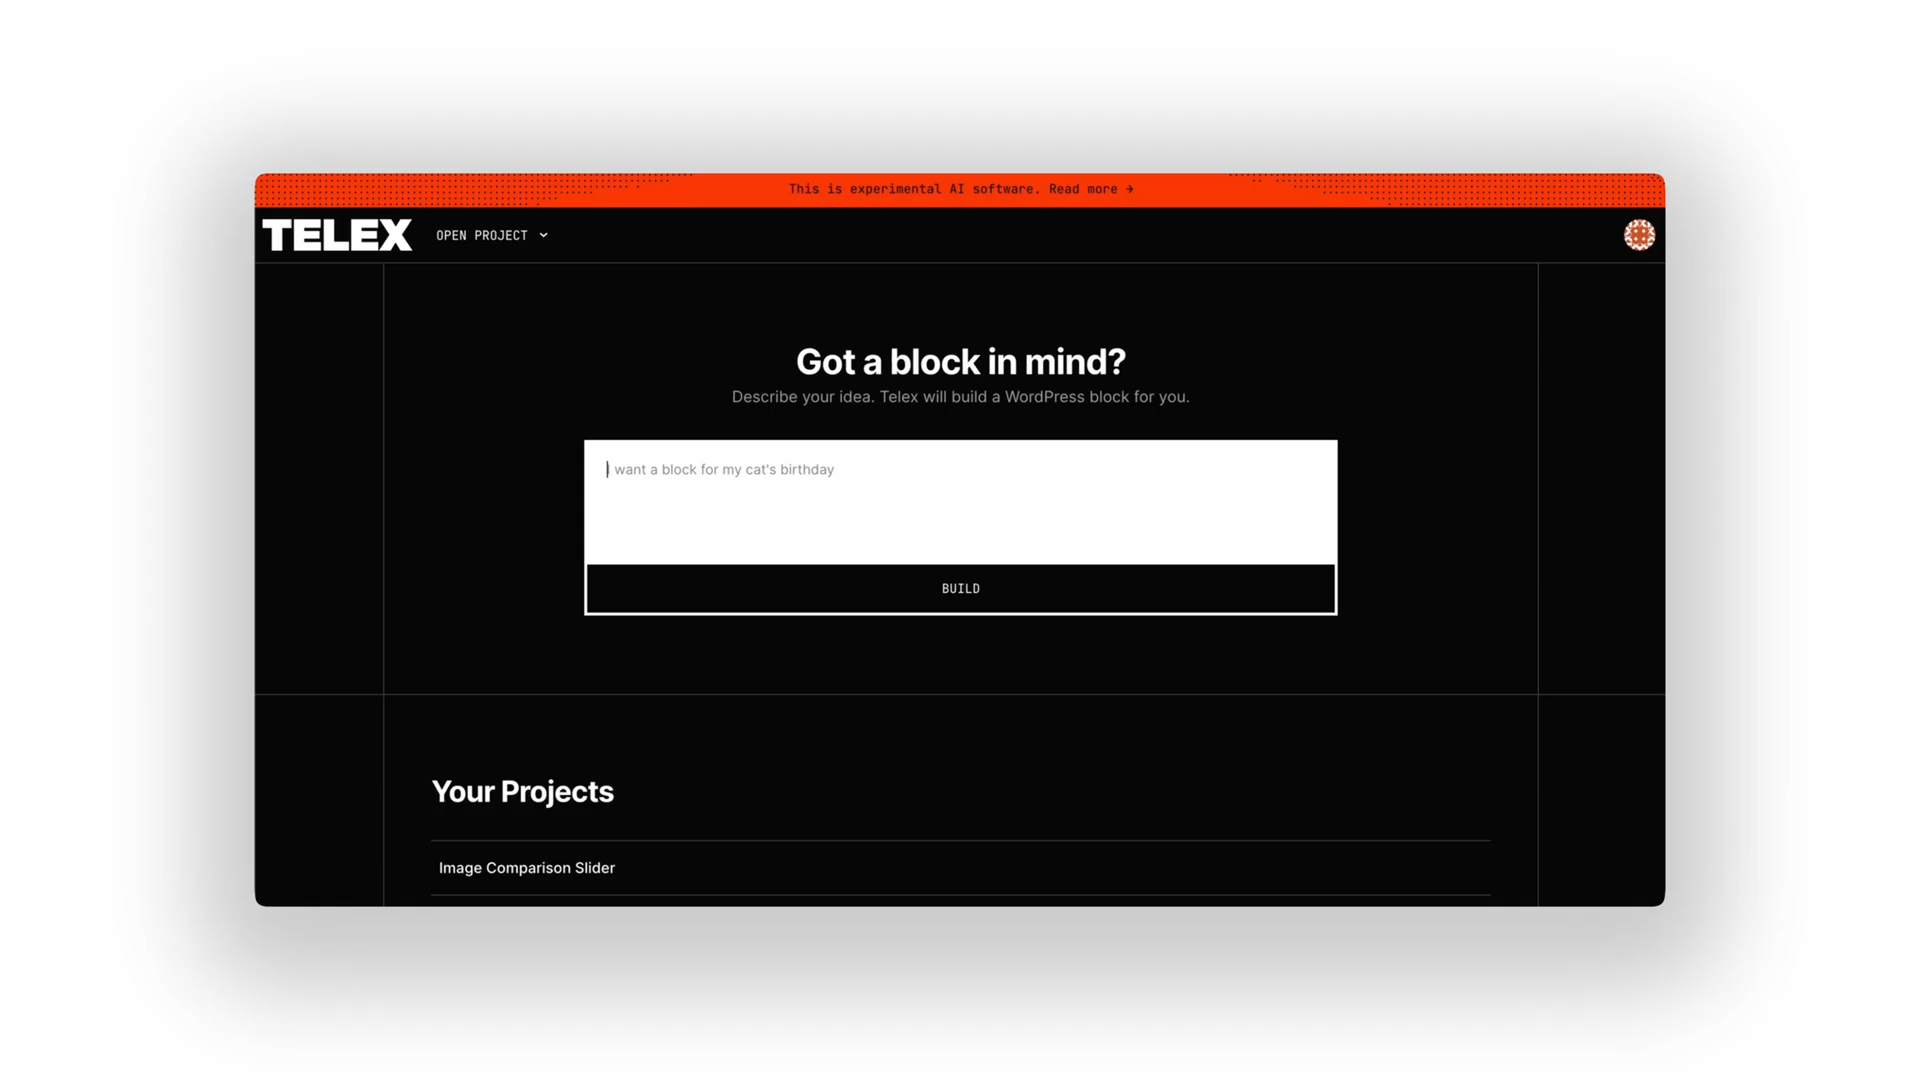 This is experimental AI software. Read more →
TELEX
OPEN PROJECT
Got a block in mind?
Describe your idea. Telex will build a WordPress block for you.
I want a block for my cat's birthday
BUILD
Your Projects
Image Comparison Slider